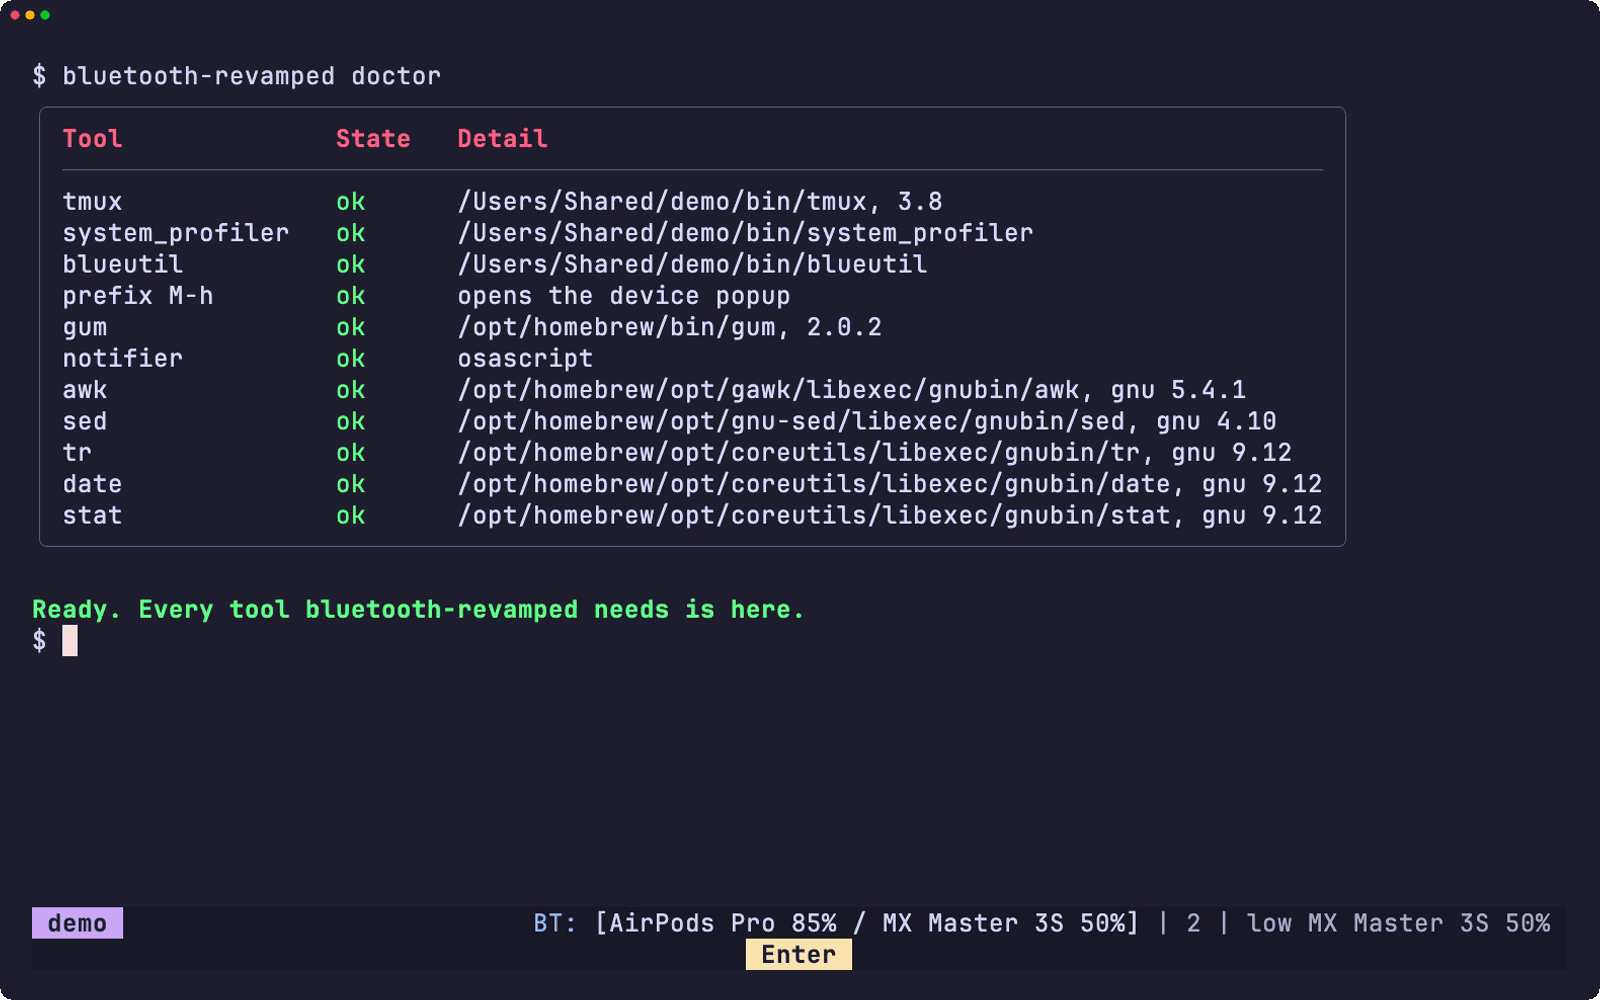 $ bluetooth-revamped doctor
Tool State Detail
tmux ok /Users/Shared/demo/bin/tmux, 3.8
system_profiler ok /Users/Shared/demo/bin/system_profiler
blueutil ok /Users/Shared/demo/bin/blueutil
prefix M-h ok opens the device popup
gum ok /opt/homebrew/bin/gum, 2.0.2
notifier ok osascript
awk ok /opt/homebrew/opt/gawk/libexec/gnubin/awk, gnu 5.4.1
sed ok /opt/homebrew/opt/gnu-sed/libexec/gnubin/sed, gnu 4.10
tr ok /opt/homebrew/opt/coreutils/libexec/gnubin/tr, gnu 9.12
date ok /opt/homebrew/opt/coreutils/libexec/gnubin/date, gnu 9.12
stat ok /opt/homebrew/opt/coreutils/libexec/gnubin/stat, gnu 9.12
Ready. Every tool bluetooth-revamped needs is here.
$
demo BT: [AirPods Pro 85% / MX Master 3S 50%] | 2 | low MX Master 3S 50%
Enter